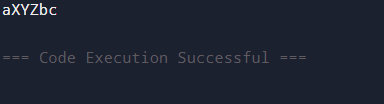 aXYZbc
=== Code Execution Successful ===